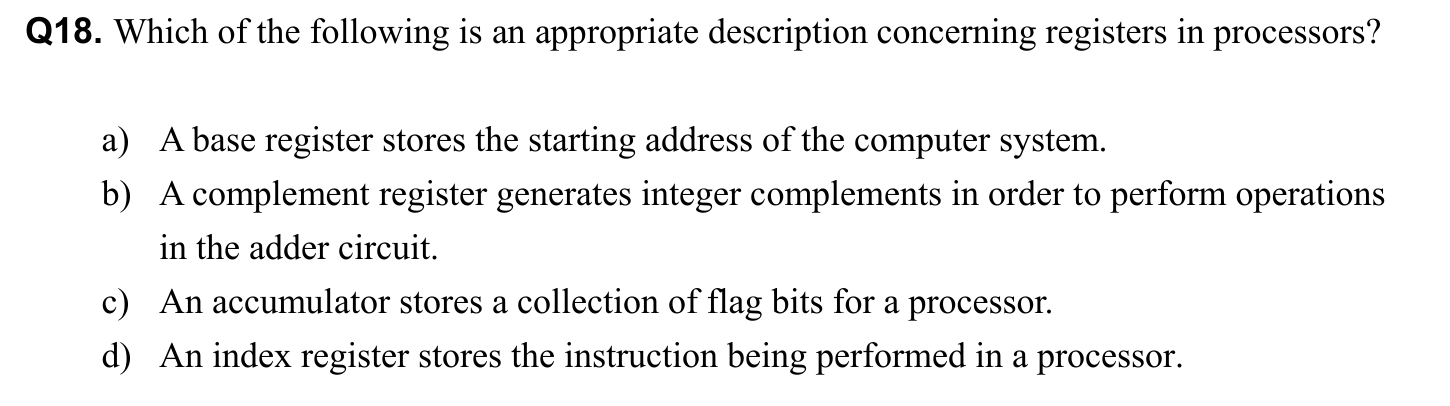 Q18. Which of the following is an appropriate description concerning registers in processors?
a) A base register stores the starting address of the computer system.
b) A complement register generates integer complements in order to perform operations
in the adder circuit.
c) An accumulator stores a collection of flag bits for a processor.
d) An index register stores the instruction being performed in a processor.